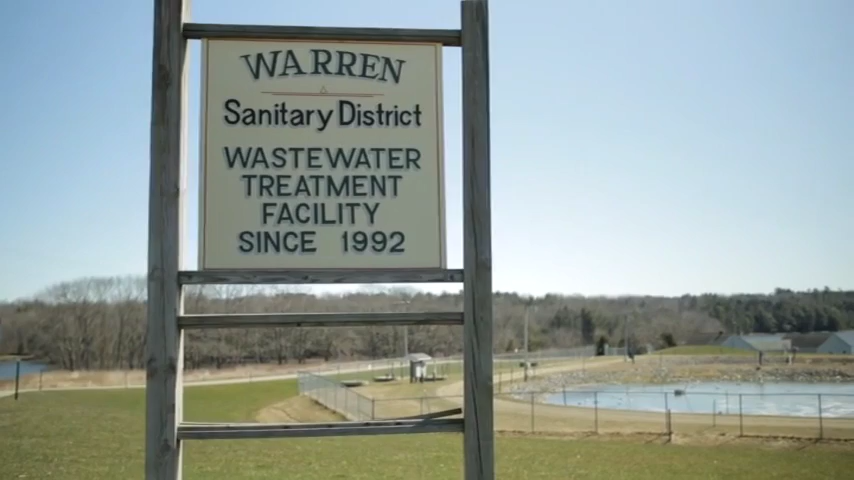 WARREN
Sanitary District
WASTEWATER
TREATMENT
FACILITY
SINCE 1992